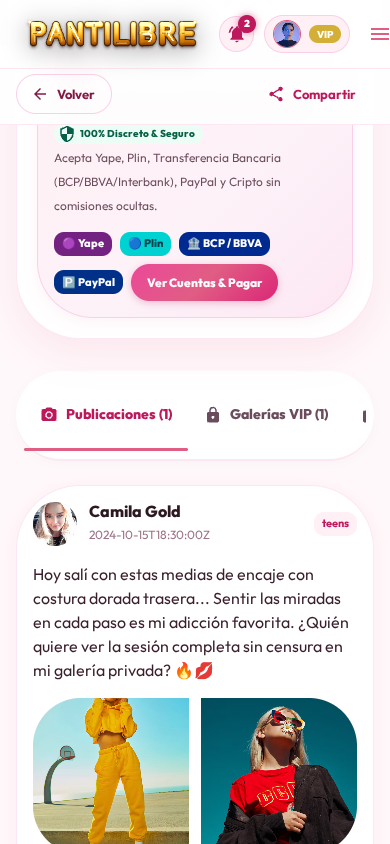 PANTILIBRE
2
VIP
Volver
Compartir
100% Discreto & Seguro
Acepta Yape, Plin, Transferencia Bancaria
(BCP/BBVA/Interbank), PayPal y Cripto sin
comisiones ocultas.
🟣 Yape
🔵 Plin
🏦 BCP / BBVA
🅿️ PayPal
Ver Cuentas & Pagar
Publicaciones (1)
Galerías VIP (1)
Camila Gold
2024-10-15T18:30:00Z
teens
Hoy salí con estas medias de encaje con
costura dorada trasera... Sentir las miradas
en cada paso es mi adicción favorita. ¿Quién
quiere ver la sesión completa sin censura en
mi galería privada? 🔥💋